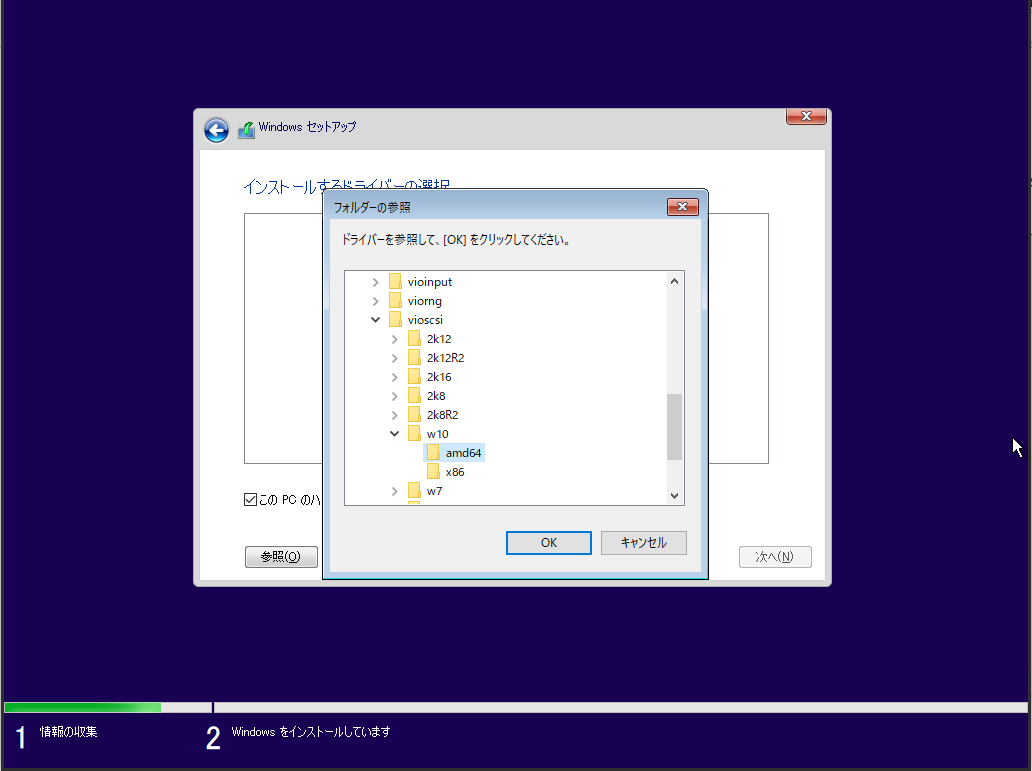 Windows セットアップ
インストールするドライバーの選択
フォルダーの参照
ドライバーを参照して、[OK] をクリックしてください。
vioinput
viorng
vioscsi
2k12
2k12R2
2k16
2k8
2k8R2
w10
amd64
x86
w7
この PC のハ
OK
キャンセル
参照(O)
次へ(N)
1 情報の収集
2 Windows をインストールしています